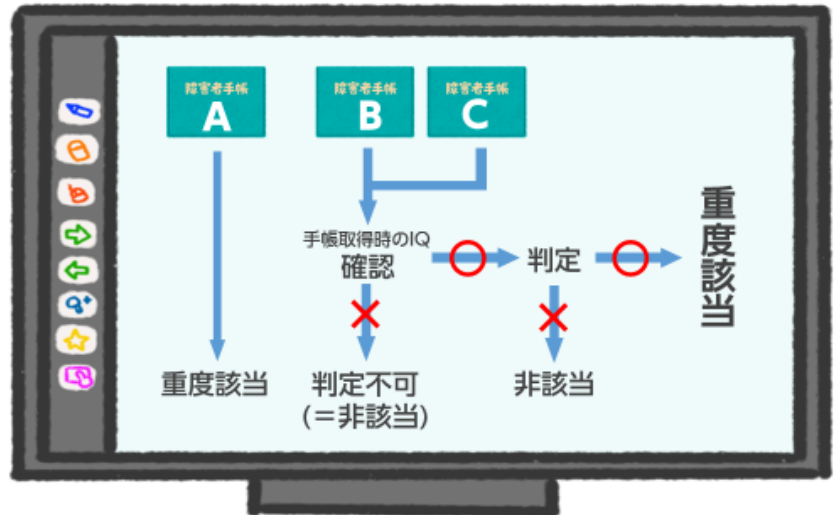 障害者手帳
A
障害者手帳
B
障害者手帳
C
手帳取得時のIQ
確認
判定
重度該当
重度該当
判定不可
(＝非該当)
非該当